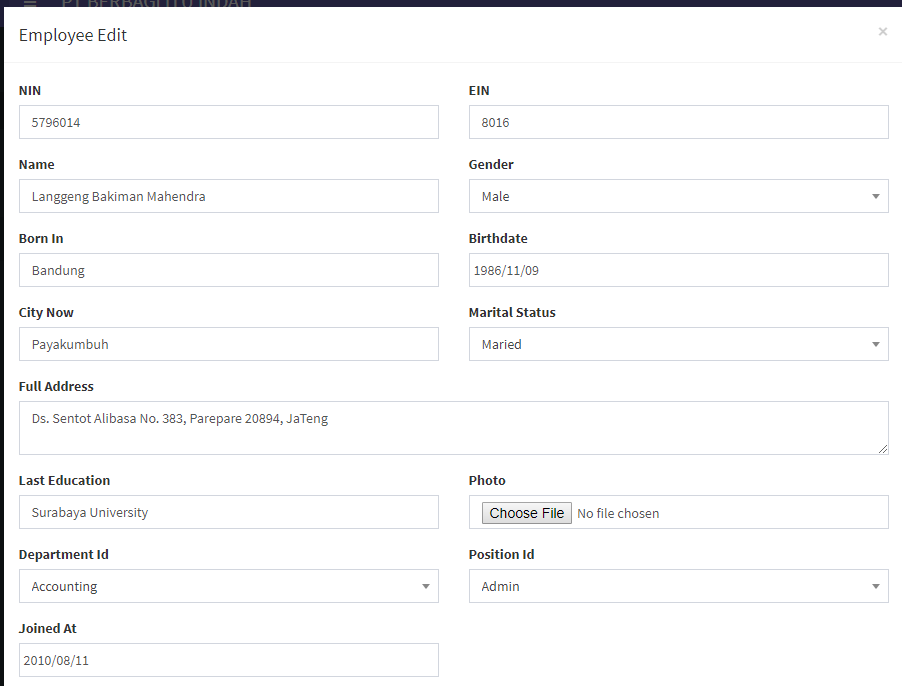 PT BERBAGI ITU INDAH
Employee Edit
×
NIN
EIN
5796014
8016
Name
Gender
Langgeng Bakiman Mahendra
Male
Born In
Birthdate
Bandung
1986/11/09
City Now
Marital Status
Payakumbuh
Maried
Full Address
Ds. Sentot Alibasa No. 383, Parepare 20894, JaTeng
Last Education
Photo
Surabaya University
Choose File No file chosen
Department Id
Position Id
Accounting
Admin
Joined At
2010/08/11